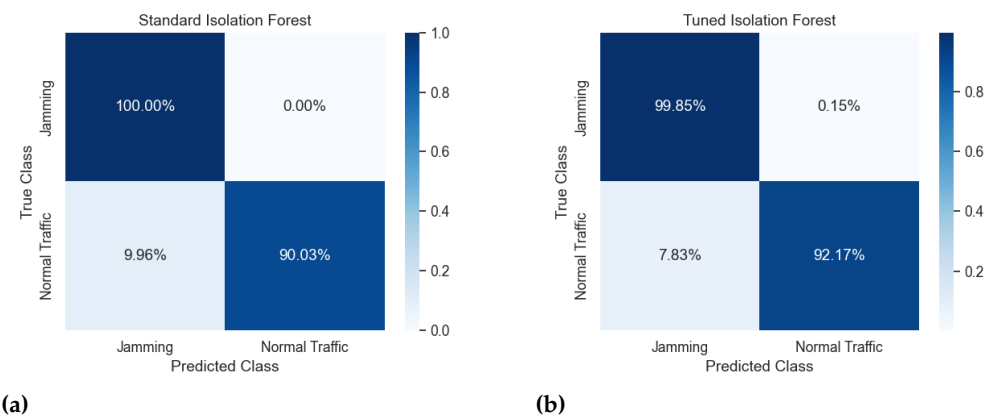 Standard Isolation Forest
1.0
0.8
0.6
0.4
0.2
0.0
True Class
Jamming
Normal Traffic
100.00%
0.00%
9.96%
90.03%
Jamming
Normal Traffic
Predicted Class
(a)
Tuned Isolation Forest
0.8
0.6
0.4
0.2
True Class
Jamming
Normal Traffic
99.85%
0.15%
7.83%
92.17%
Jamming
Normal Traffic
Predicted Class
(b)